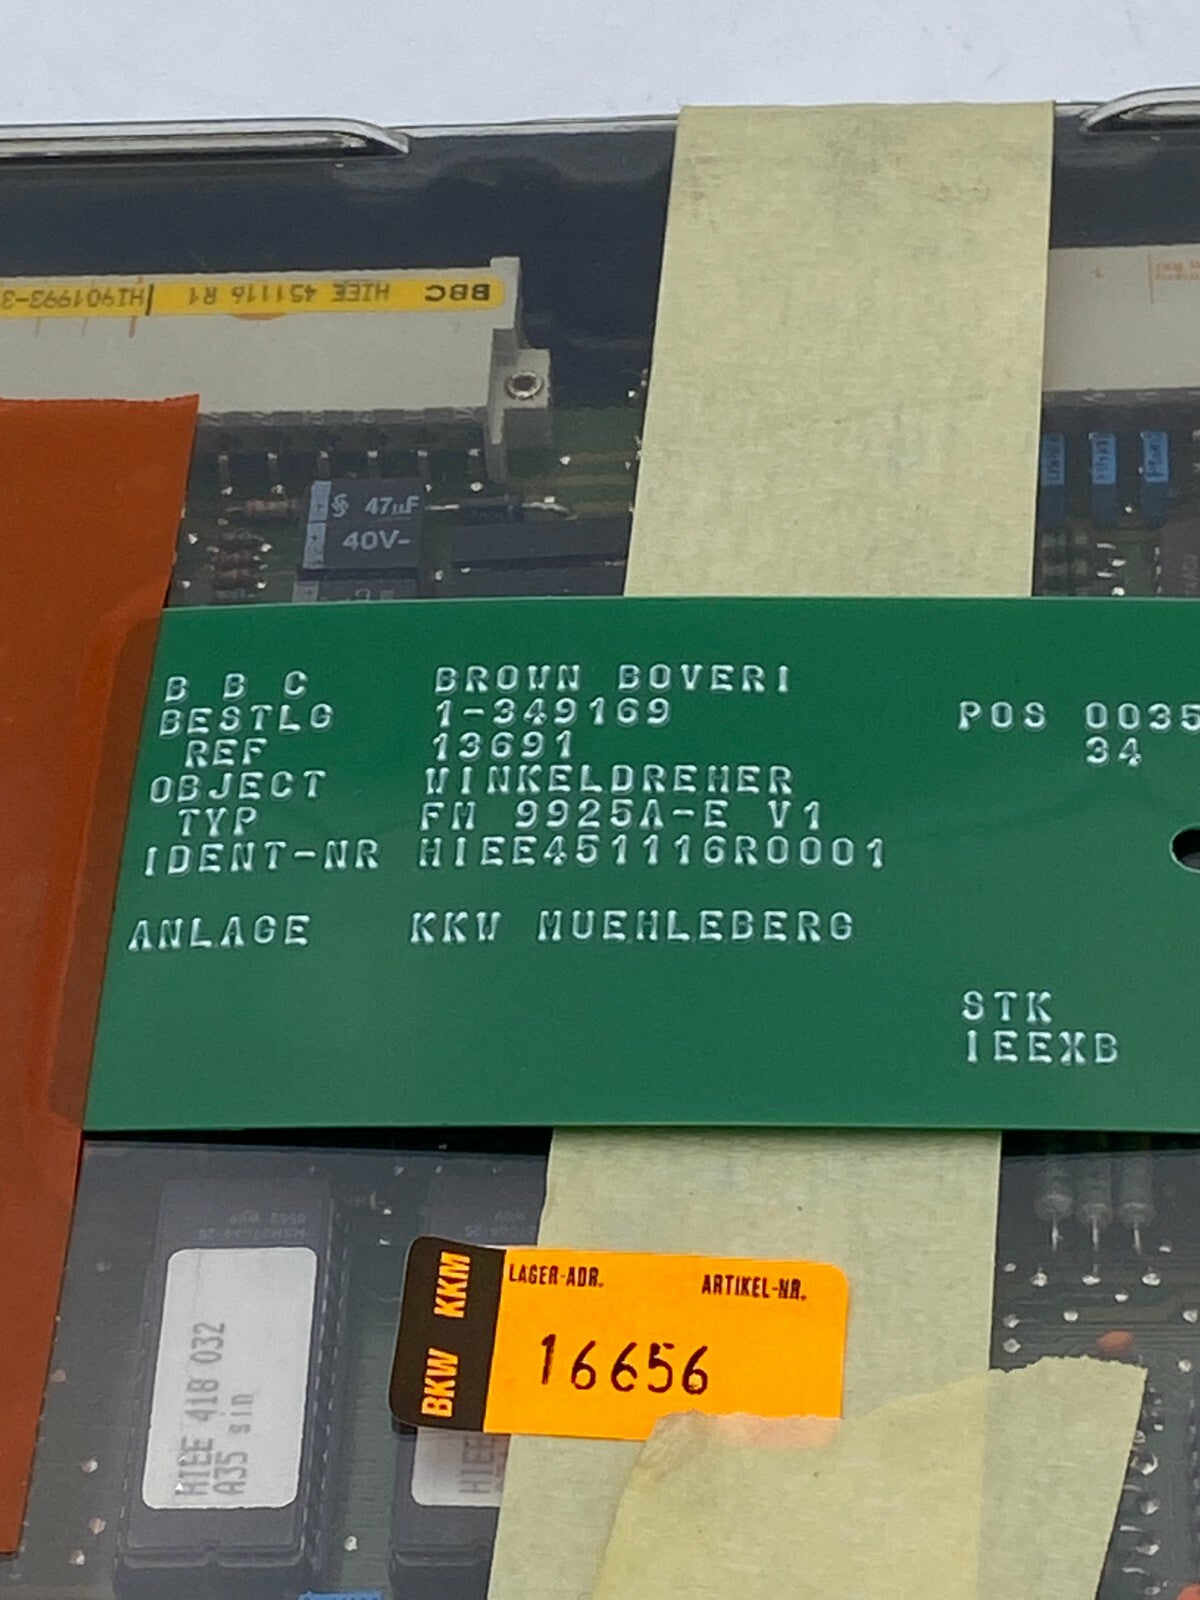 BBC HIEE 451116 R1 HI901993-3
47µF
40V-
B B C BROWN BOVERI
BESTLG 1-349169 POS 0035
REF 13691 34
OBJECT WINKELDREHER
TYP FM 9925A-E V1
IDENT-NR HIEE451116R0001
ANLAGE KKW MUEHLEBERG
STK
IEEXB
BKW KKM
LAGER-ADR. ARTIKEL-NR.
16656
HIEE 418 032
A35 sin
HIEE